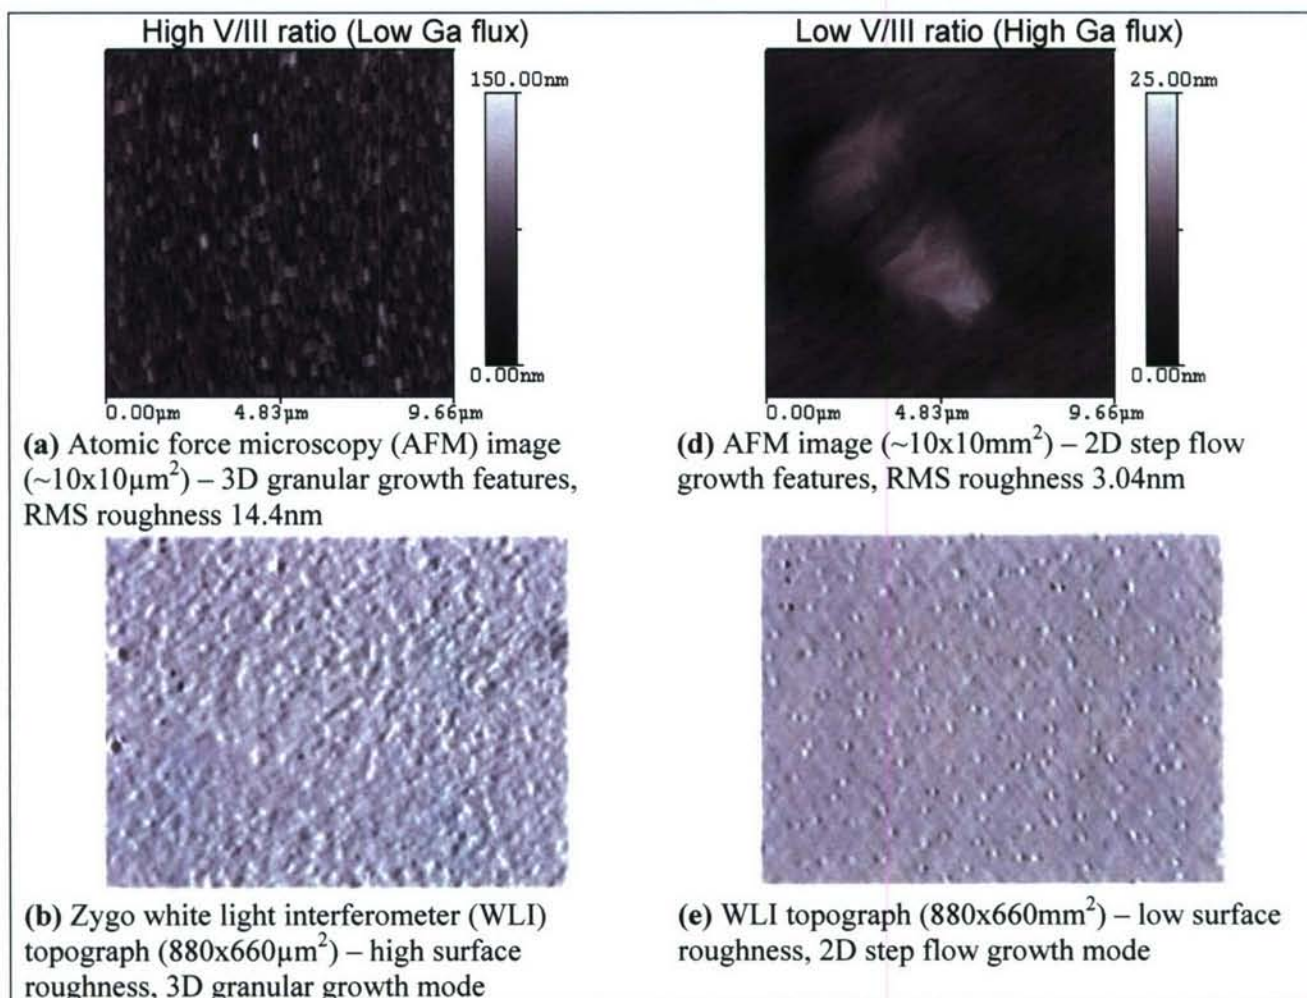 High V/III ratio (Low Ga flux)
150.00nm
0.00nm
0.00µm 4.83µm 9.66µm
(a) Atomic force microscopy (AFM) image
(~10x10µm²) – 3D granular growth features,
RMS roughness 14.4nm
(b) Zygo white light interferometer (WLI)
topograph (880x660µm²) – high surface
roughness, 3D granular growth mode
Low V/III ratio (High Ga flux)
25.00nm
0.00nm
0.00µm 4.83µm 9.66µm
(d) AFM image (~10x10mm²) – 2D step flow
growth features, RMS roughness 3.04nm
(e) WLI topograph (880x660mm²) – low surface
roughness, 2D step flow growth mode